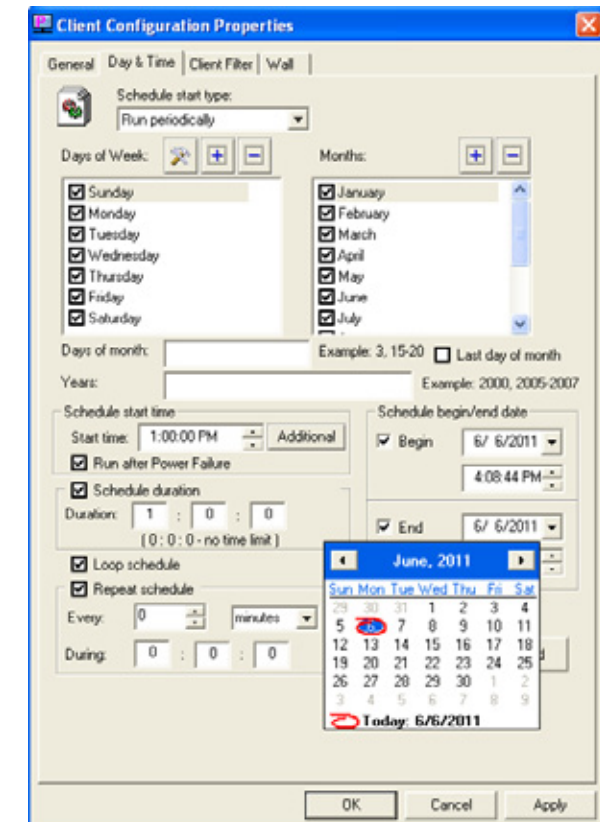 Client Configuration Properties
General Day & Time Client Filter Wall
Schedule start type:
Run periodically
Days of Week:
Sunday
Monday
Tuesday
Wednesday
Thursday
Friday
Saturday
Months:
January
February
March
April
May
June
July
Days of month: Example: 3, 15-20 Last day of month
Years: Example: 2000, 2005-2007
Schedule start time
Start time: 1:00:00 PM Additional
Run after Power Failure
Schedule duration
Duration: 1 : 0 : 0
( 0 : 0 : 0 - no time limit )
Loop schedule
Repeat schedule
Every: 0 minutes
During: 0 : 0 : 0
Schedule begin/end date
Begin 6/ 6/2011
4:08:44 PM
End 6/ 6/2011
June, 2011
Sun Mon Tue Wed Thu Fri Sat
29 30 31 1 2 3 4
5 6 7 8 9 10 11
12 13 14 15 16 17 18
19 20 21 22 23 24 25
26 27 28 29 30 1 2
3 4 5 6 7 8 9
Today: 6/6/2011
OK Cancel Apply